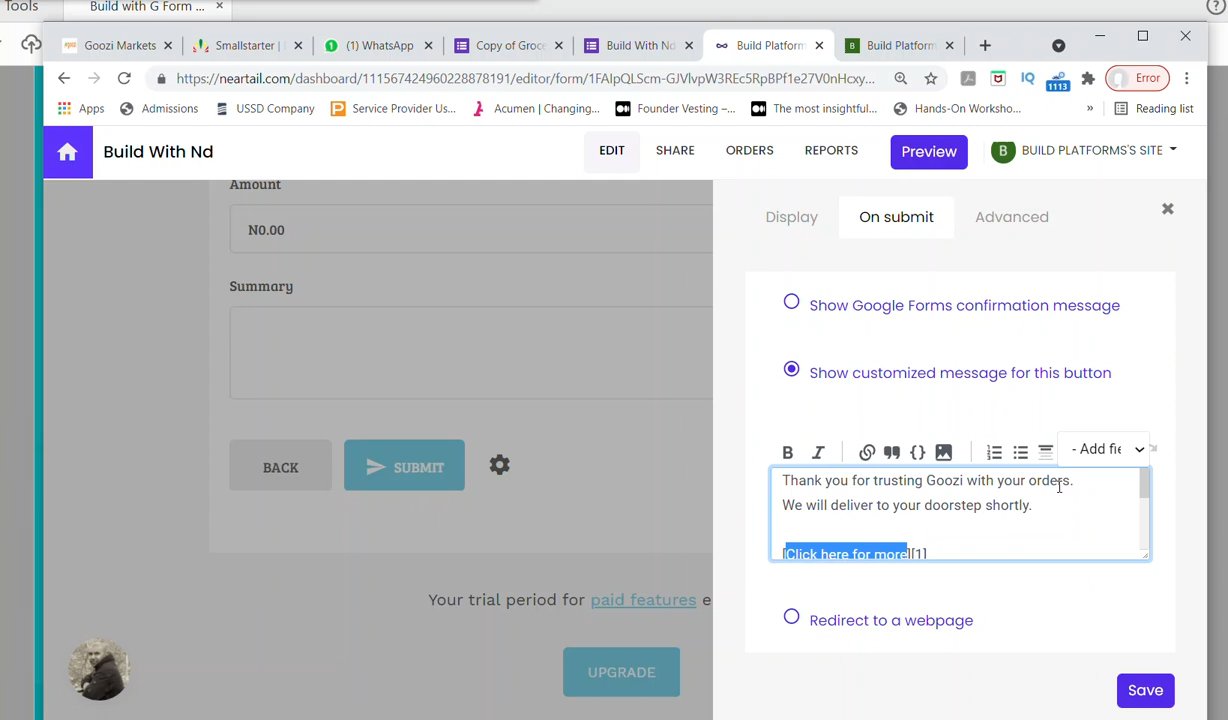 Tools
Build with G Form ... ×
Goozi Markets ×
Smallstarter | ×
(1) WhatsApp ×
Copy of Groce ×
Build With Nd ×
Build Platform ×
Build Platform ×
https://neartail.com/dashboard/111567424960228878191/editor/form/1FAIpQLScm-GJVlvpW3REc5RpBPf1e27V0nHcxy...
IQ
1113
Error
Apps
Admissions
USSD Company
Service Provider Us...
Acumen | Changing...
Founder Vesting –...
The most insightful...
Hands-On Worksho...
»
Reading list
Build With Nd
EDIT
SHARE
ORDERS
REPORTS
Preview
B
BUILD PLATFORMS'S SITE
Amount
N0.00
Summary
BACK
SUBMIT
Your trial period for paid features e
UPGRADE
Display
On submit
Advanced
Show Google Forms confirmation message
Show customized message for this button
B I
- Add fie
Thank you for trusting Goozi with your orders.
We will deliver to your doorstep shortly.
[Click here for more][1]
Redirect to a webpage
Save